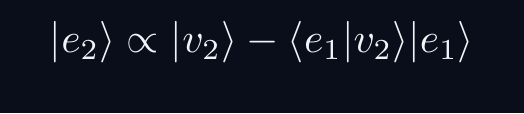 |e₂⟩ ∝ |v₂⟩ − ⟨e₁|v₂⟩|e₁⟩